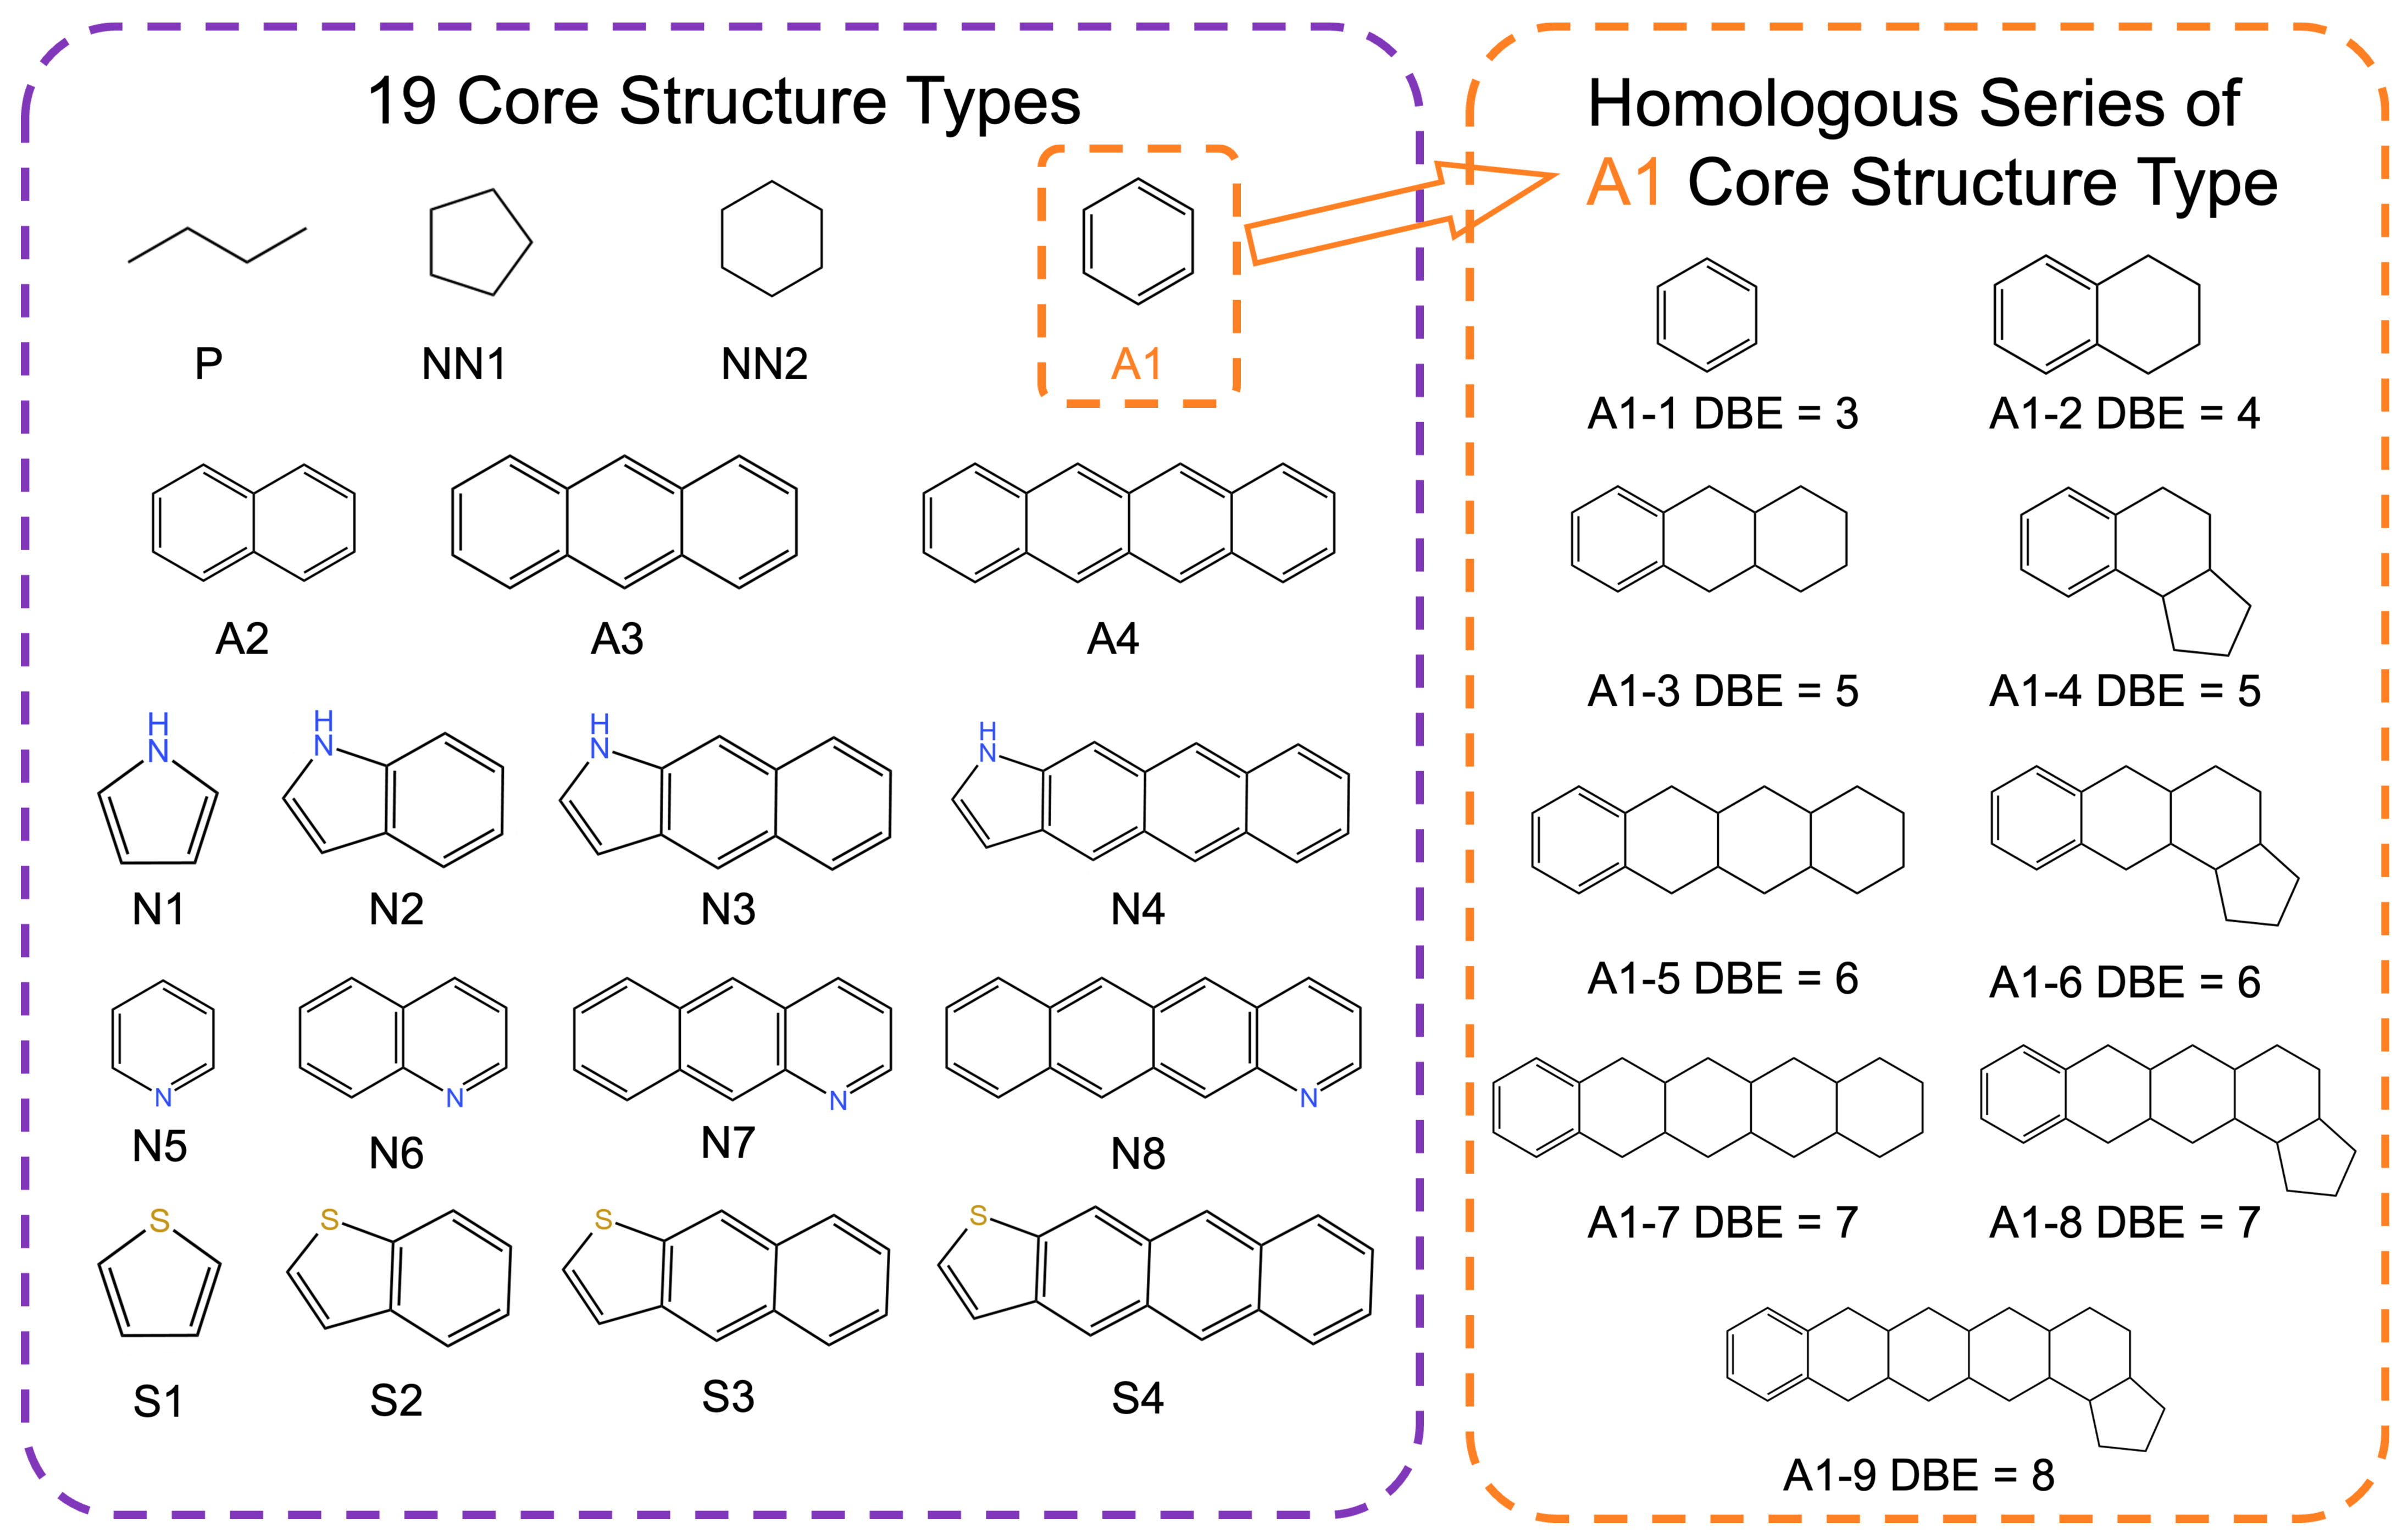 19 Core Structure Types
P
NN1
NN2
A1
A2
A3
A4
H
N
N1
H
N
N2
H
N
N3
H
N
N4
N
N5
N
N6
N
N7
N
N8
S
S1
S
S2
S
S3
S
S4
Homologous Series of
A1 Core Structure Type
A1-1 DBE = 3
A1-2 DBE = 4
A1-3 DBE = 5
A1-4 DBE = 5
A1-5 DBE = 6
A1-6 DBE = 6
A1-7 DBE = 7
A1-8 DBE = 7
A1-9 DBE = 8